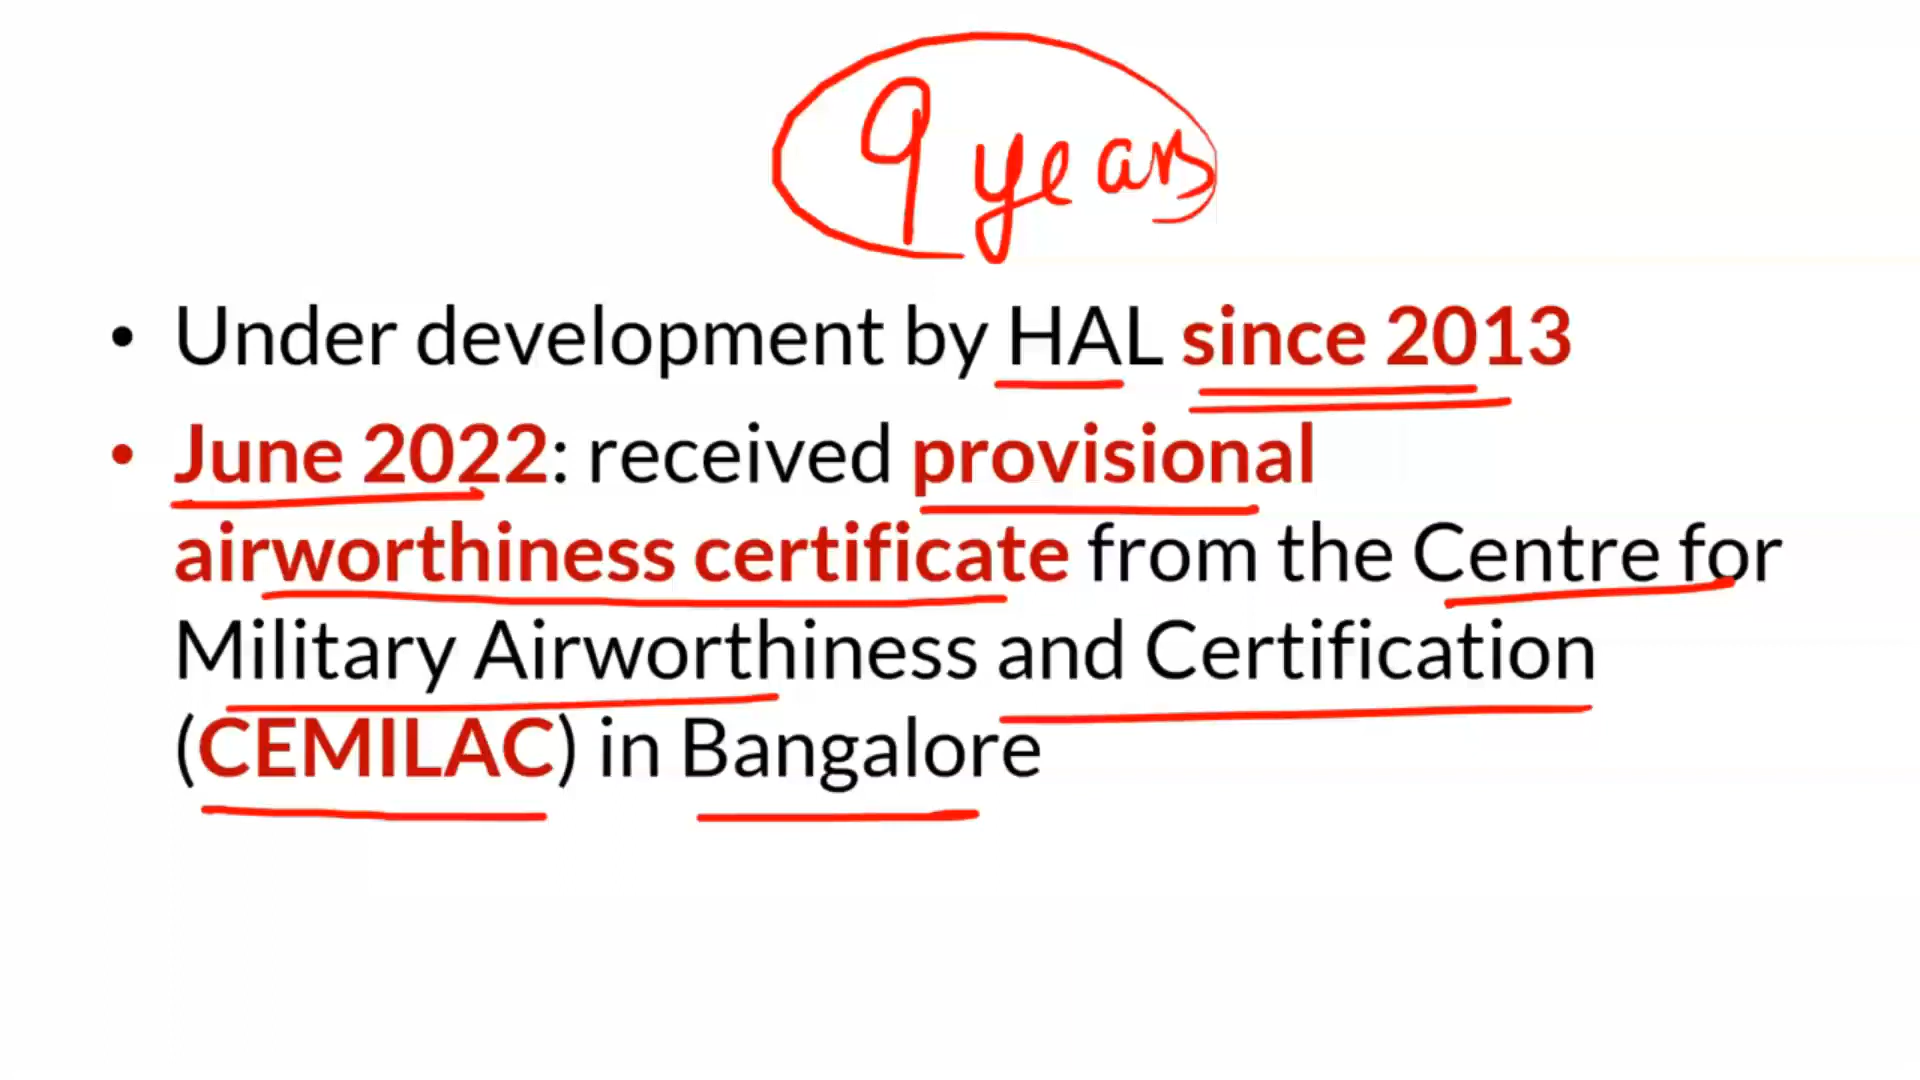 9 years
• Under development by HAL since 2013
• June 2022: received provisional
airworthiness certificate from the Centre for
Military Airworthiness and Certification
(CEMILAC) in Bangalore